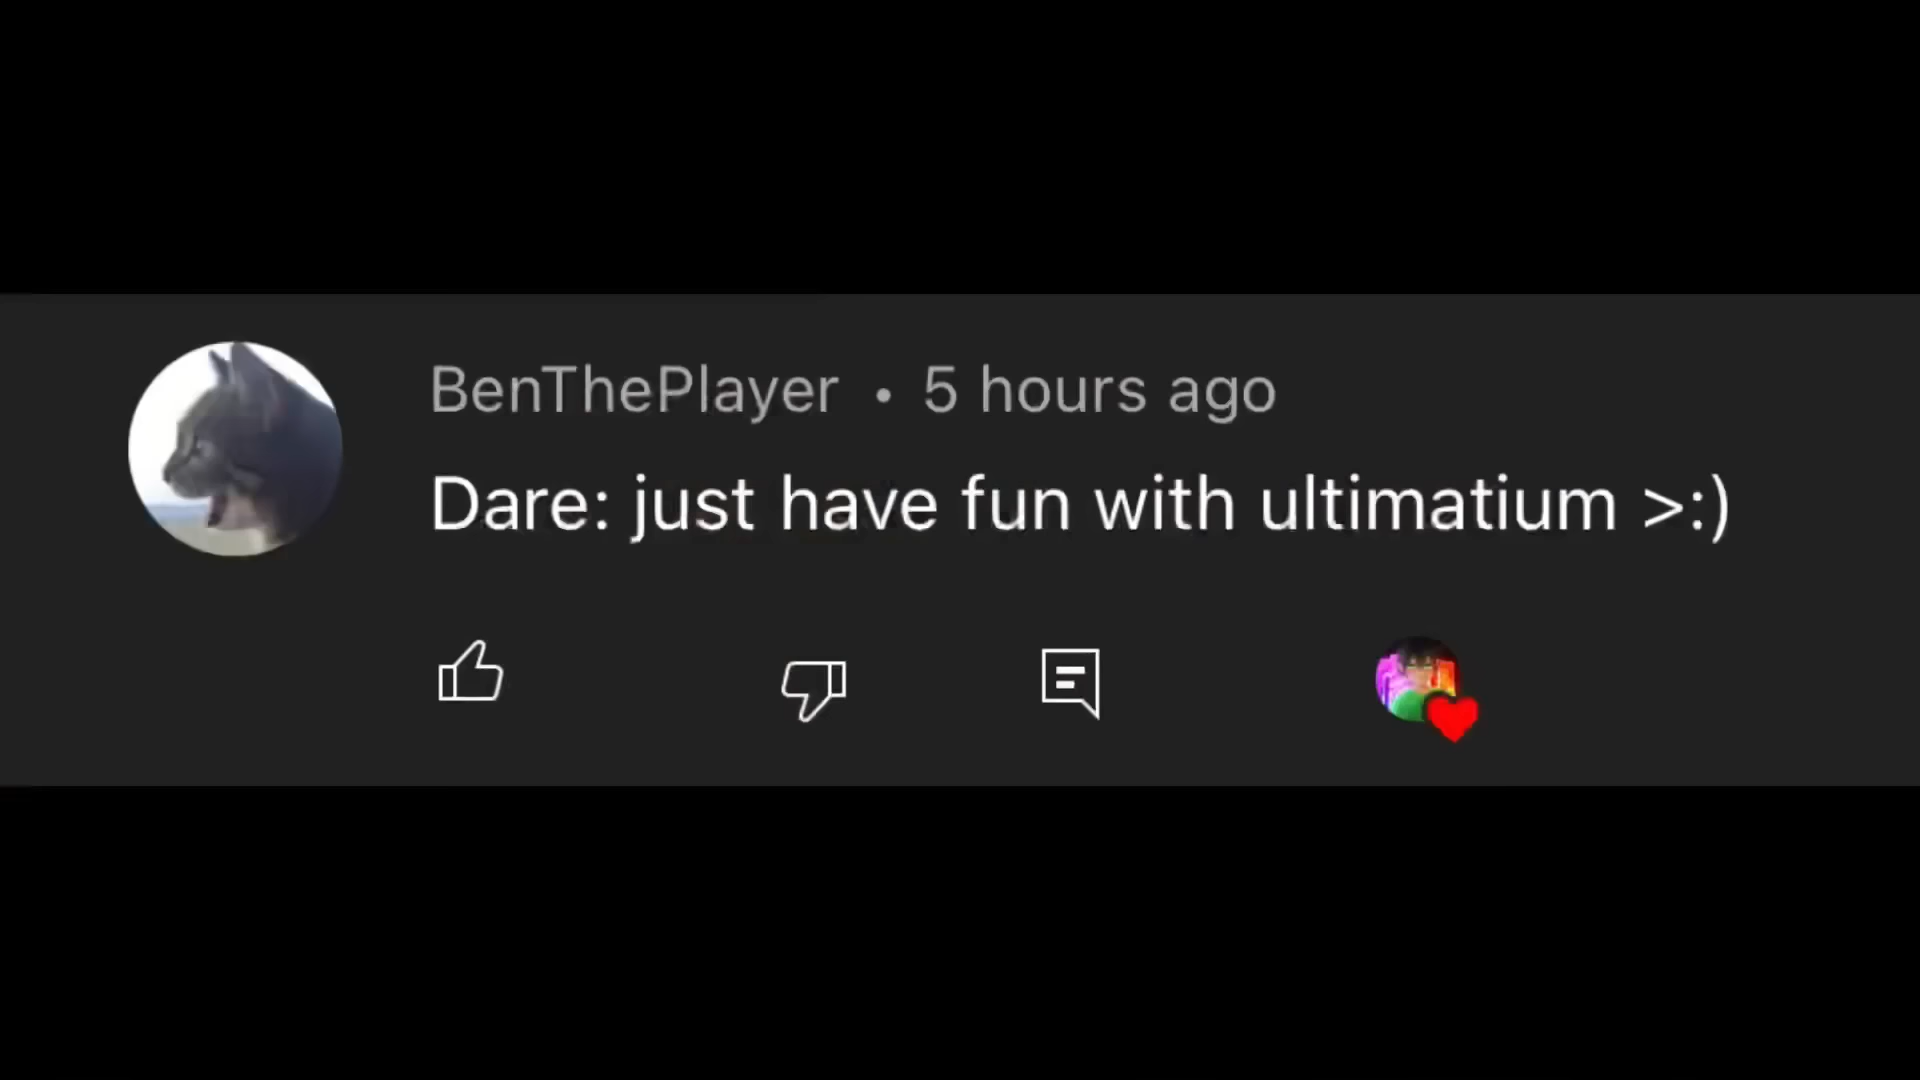 BenThePlayer • 5 hours ago
Dare: just have fun with ultimatium >:)